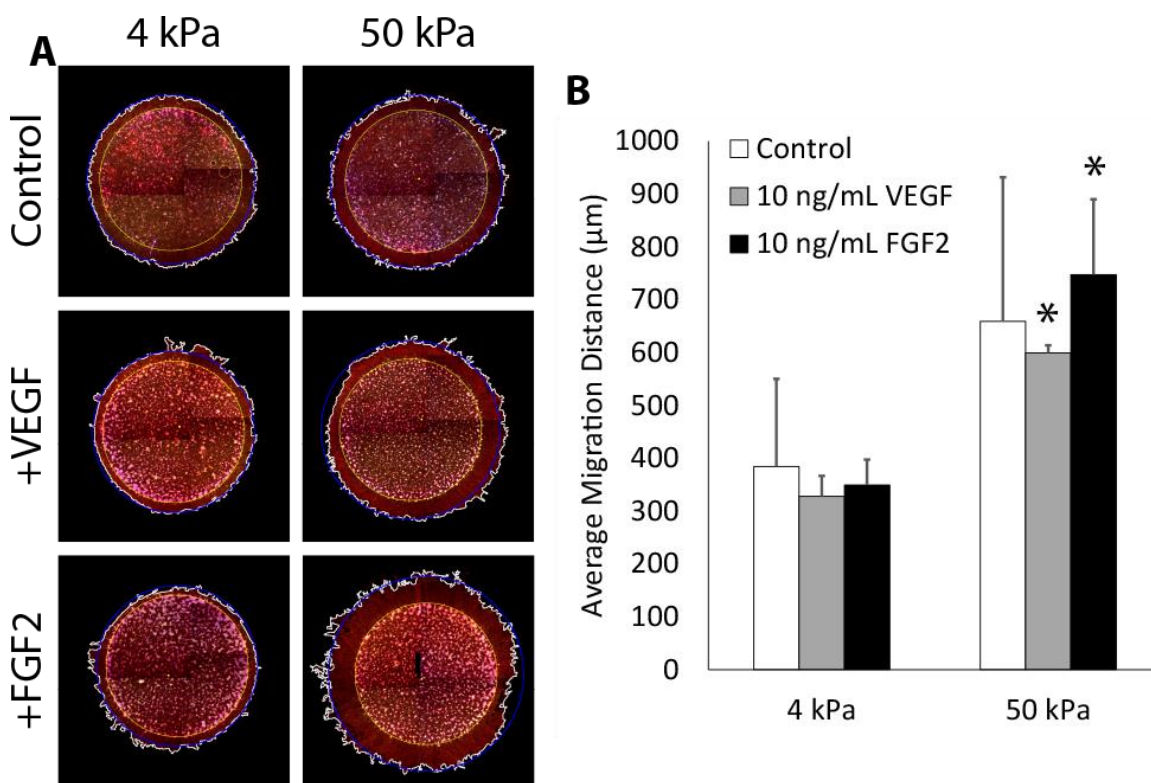 A
4 kPa 50 kPa
Control
+VEGF
+FGF2
B
Average Migration Distance (µm)
1000
900
800
700
600
500
400
300
200
100
0
Control
10 ng/mL VEGF
10 ng/mL FGF2
*
*
4 kPa 50 kPa